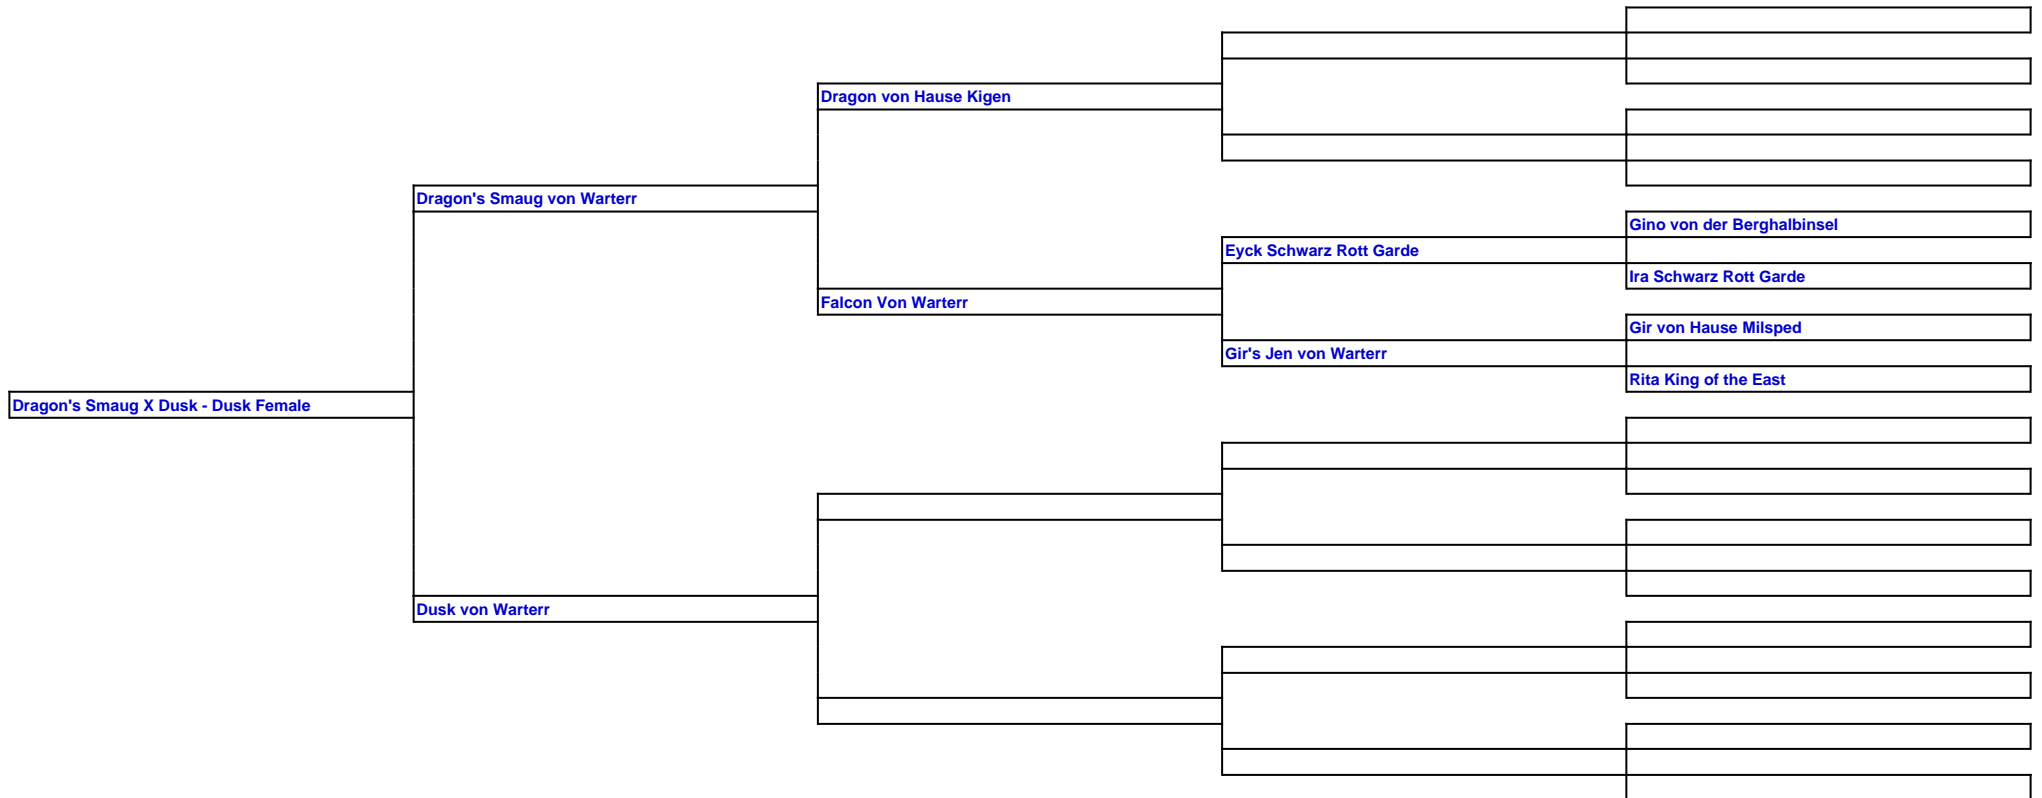 Dragon von Hause Kigen
Dragon's Smaug von Warterr
Gino von der Berghalbinsel
Eyck Schwarz Rott Garde
Ira Schwarz Rott Garde
Falcon Von Warterr
Gir von Hause Milsped
Gir's Jen von Warterr
Rita King of the East
Dragon's Smaug X Dusk - Dusk Female
Dusk von Warterr